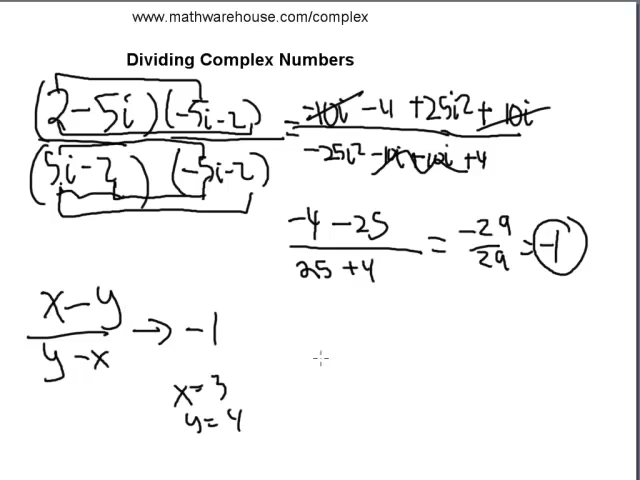 www.mathwarehouse.com/complex
Dividing Complex Numbers
(2-5i)(-5i-2) / (5i-2)(-5i-2) = -10i -4 +25i2 +10i / -25i2 -10i +10i +4
-4 -25 / 25 +4 = -29 / 29 = -1
x-y / y-x → -1
x=3
y=4